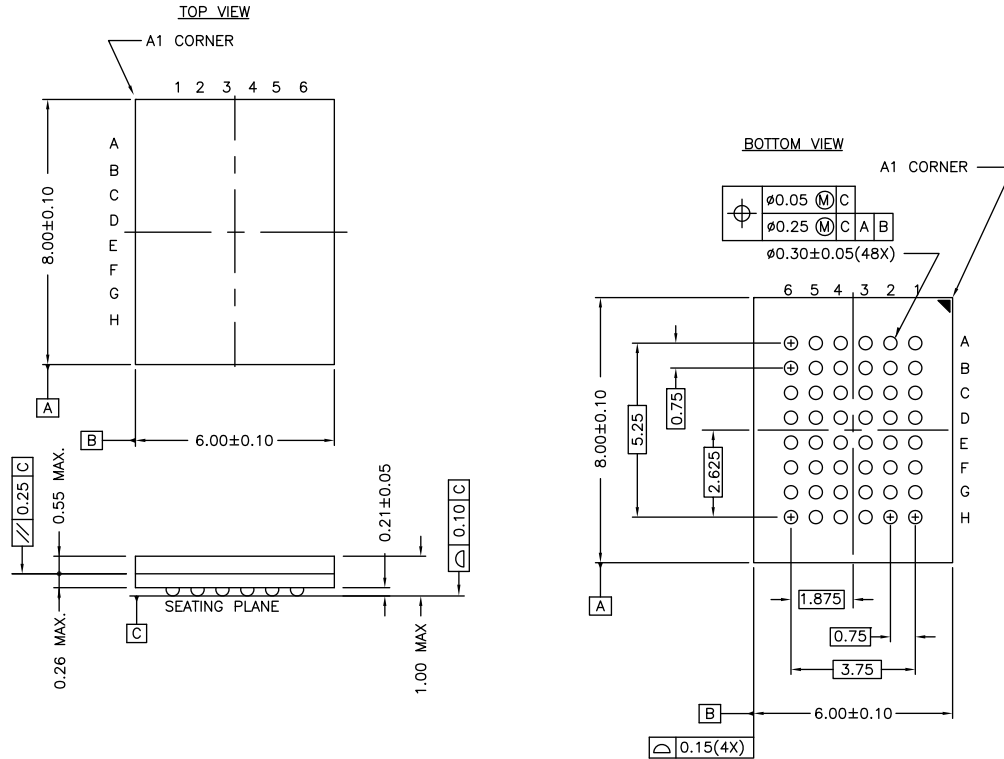 TOP VIEW
A1 CORNER
1 2 3 4 5 6
A
B
C
D
E
F
G
H
8.00±0.10
A
B
6.00±0.10
// 0.25 C
0.55 MAX.
0.21±0.05
⌓ 0.10 C
SEATING PLANE
C
0.26 MAX.
1.00 MAX
BOTTOM VIEW
A1 CORNER
⌖ ø0.05 Ⓜ C
ø0.25 Ⓜ C A B
ø0.30±0.05(48X)
6 5 4 3 2 1
A
B
C
D
E
F
G
H
8.00±0.10
5.25
0.75
2.625
A
1.875
0.75
3.75
B
6.00±0.10
⌓ 0.15(4X)